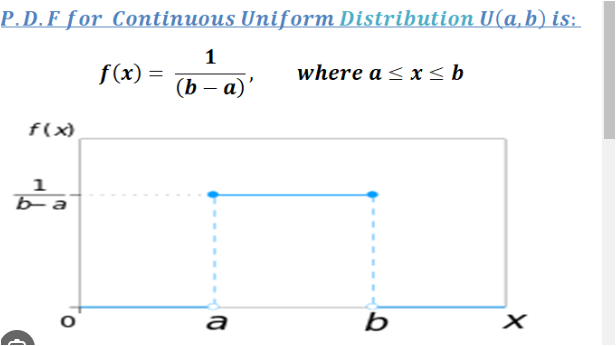 P.D.F for Continuous Uniform Distribution U(a,b) is:
f(x) = 1/(b − a), where a ≤ x ≤ b
f(x)
1
b− a
0 a b x